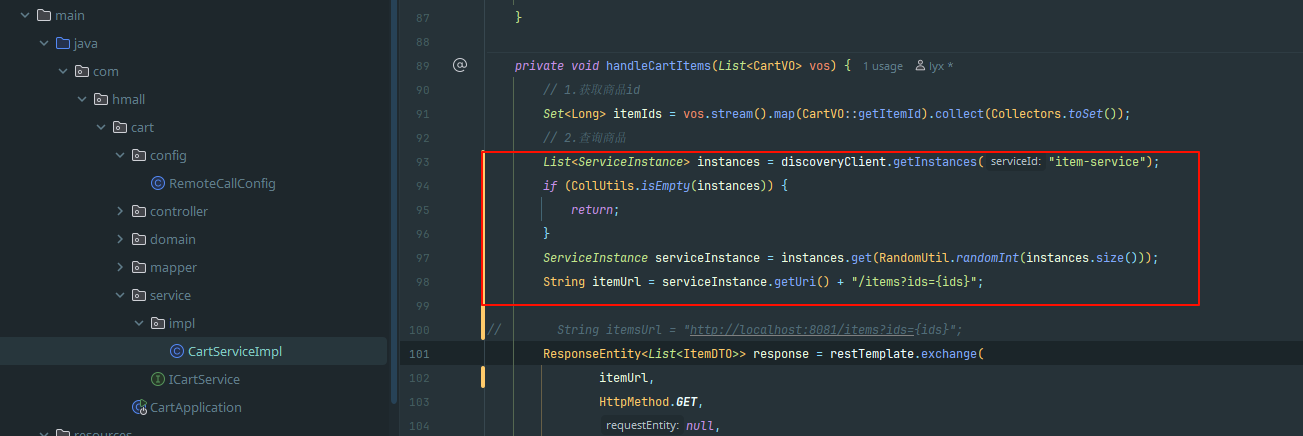 main
java
com
hmall
cart
config
RemoteCallConfig
controller
domain
mapper
service
impl
CartServiceImpl
ICartService
CartApplication
resources
87 }
88
89 private void handleCartItems(List<CartVO> vos) { 1 usage lyx *
90 // 1.获取商品id
91 Set<Long> itemIds = vos.stream().map(CartVO::getItemId).collect(Collectors.toSet());
92 // 2.查询商品
93 List<ServiceInstance> instances = discoveryClient.getInstances( serviceId: "item-service");
94 if (CollUtils.isEmpty(instances)) {
95 return;
96 }
97 ServiceInstance serviceInstance = instances.get(RandomUtil.randomInt(instances.size()));
98 String itemUrl = serviceInstance.getUri() + "/items?ids={ids}";
99
100 // String itemsUrl = "http://localhost:8081/items?ids={ids}";
101 ResponseEntity<List<ItemDTO>> response = restTemplate.exchange(
102 itemUrl,
103 HttpMethod.GET,
104 requestEntity: null,